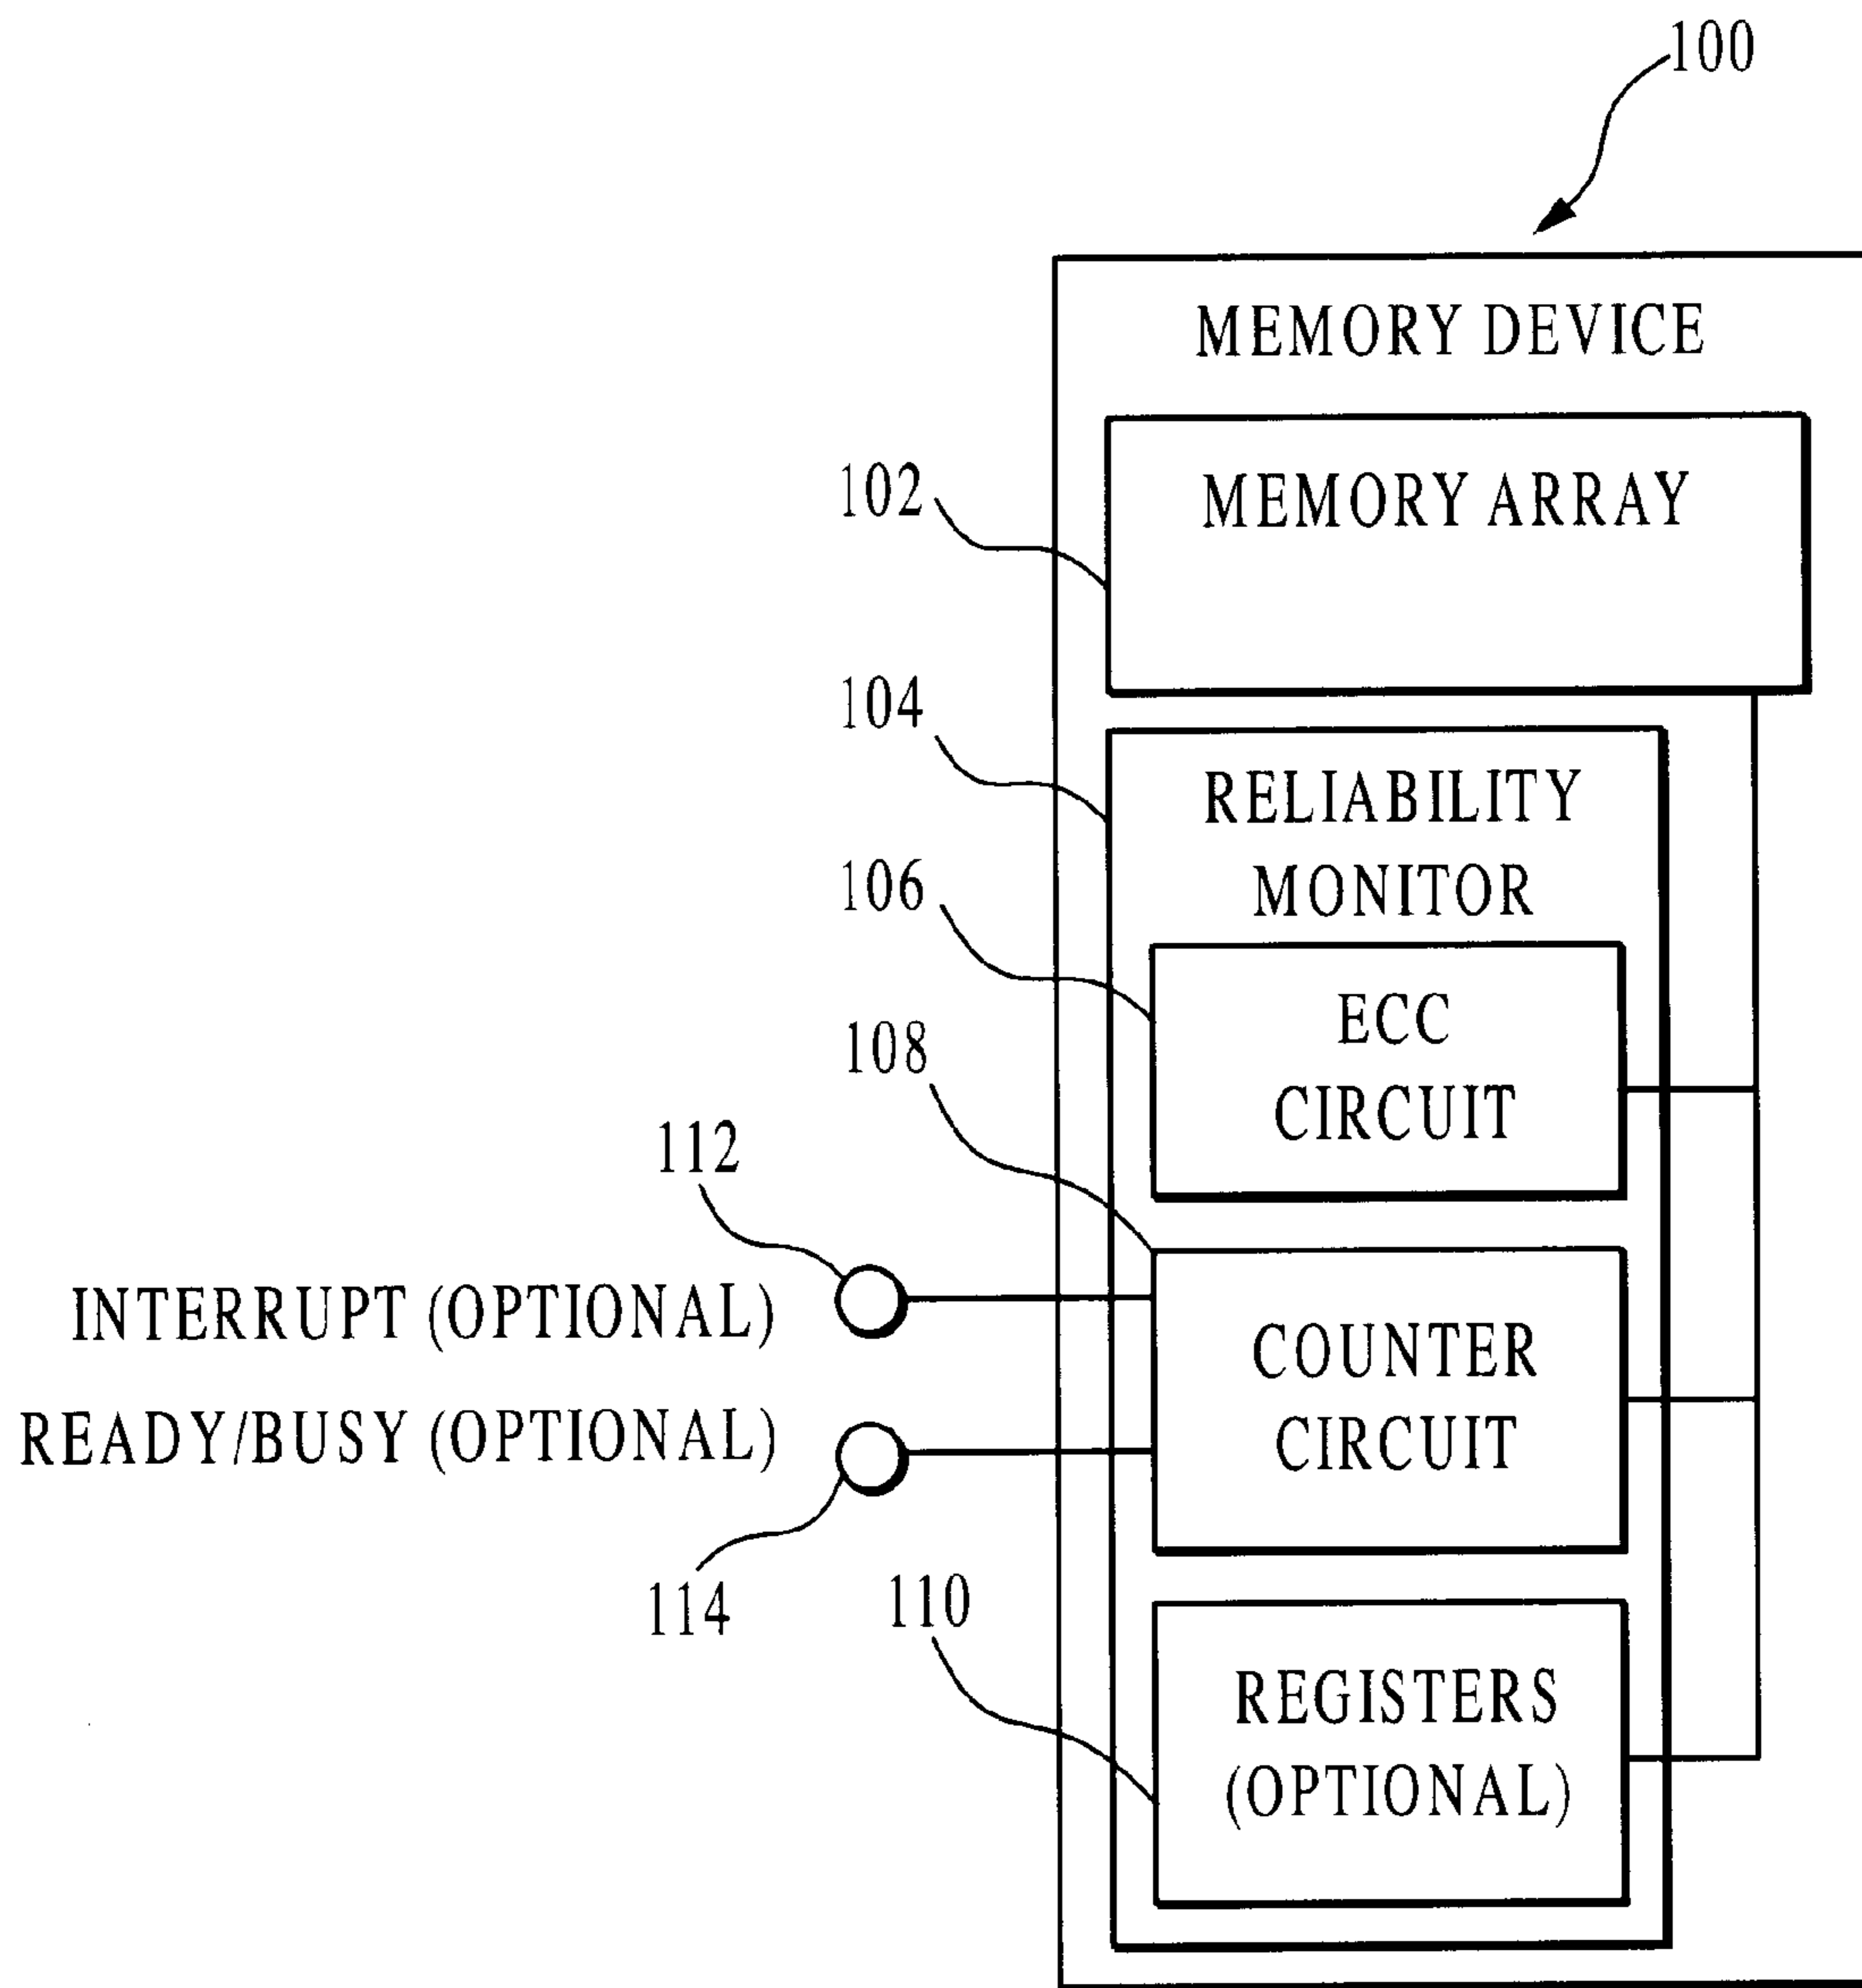 100
MEMORY DEVICE
102
MEMORY ARRAY
104
RELIABILITY
MONITOR
106
ECC
CIRCUIT
108
112
INTERRUPT (OPTIONAL)
COUNTER
CIRCUIT
READY/BUSY (OPTIONAL)
114
110
REGISTERS
(OPTIONAL)